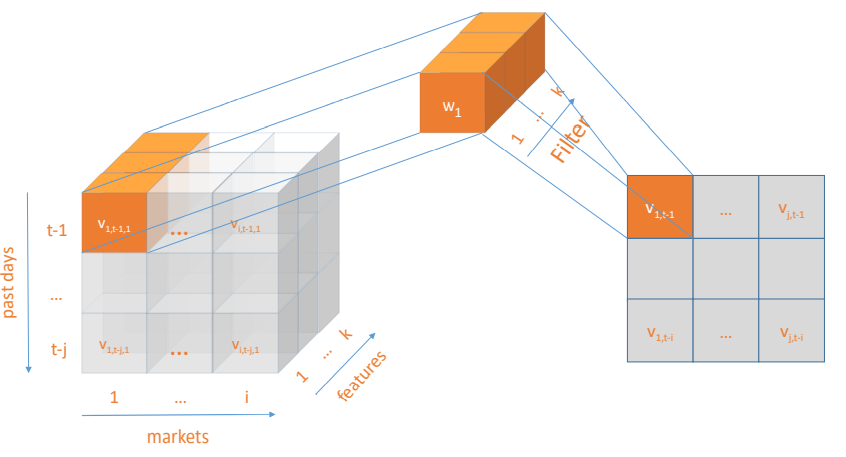 w1
1 ... k
Filter
t-1
...
t-j
past days
v1,t-1,1
...
vi,t-1,1
v1,t-j,1
...
vi,t-j,1
1 ... i
markets
1 ... k
features
v1,t-1 ... vj,t-1
v1,t-i ... vj,t-i